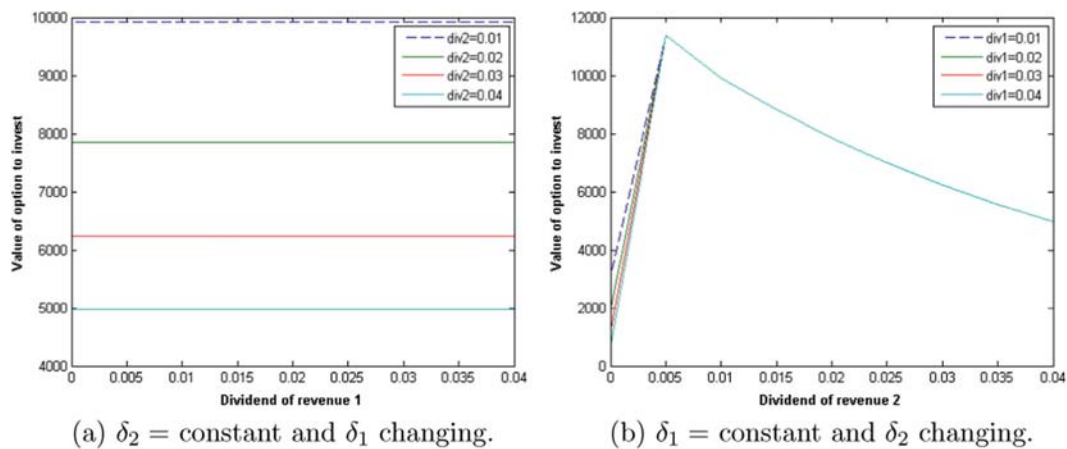 10000
9000
8000
7000
6000
5000
4000
Value of option to invest
div2=0.01
div2=0.02
div2=0.03
div2=0.04
0 0.005 0.01 0.015 0.02 0.025 0.03 0.035 0.04
Dividend of revenue 1
(a) δ₂ = constant and δ₁ changing.
12000
10000
8000
6000
4000
2000
0
Value of option to invest
div1=0.01
div1=0.02
div1=0.03
div1=0.04
0 0.005 0.01 0.015 0.02 0.025 0.03 0.035 0.04
Dividend of revenue 2
(b) δ₁ = constant and δ₂ changing.